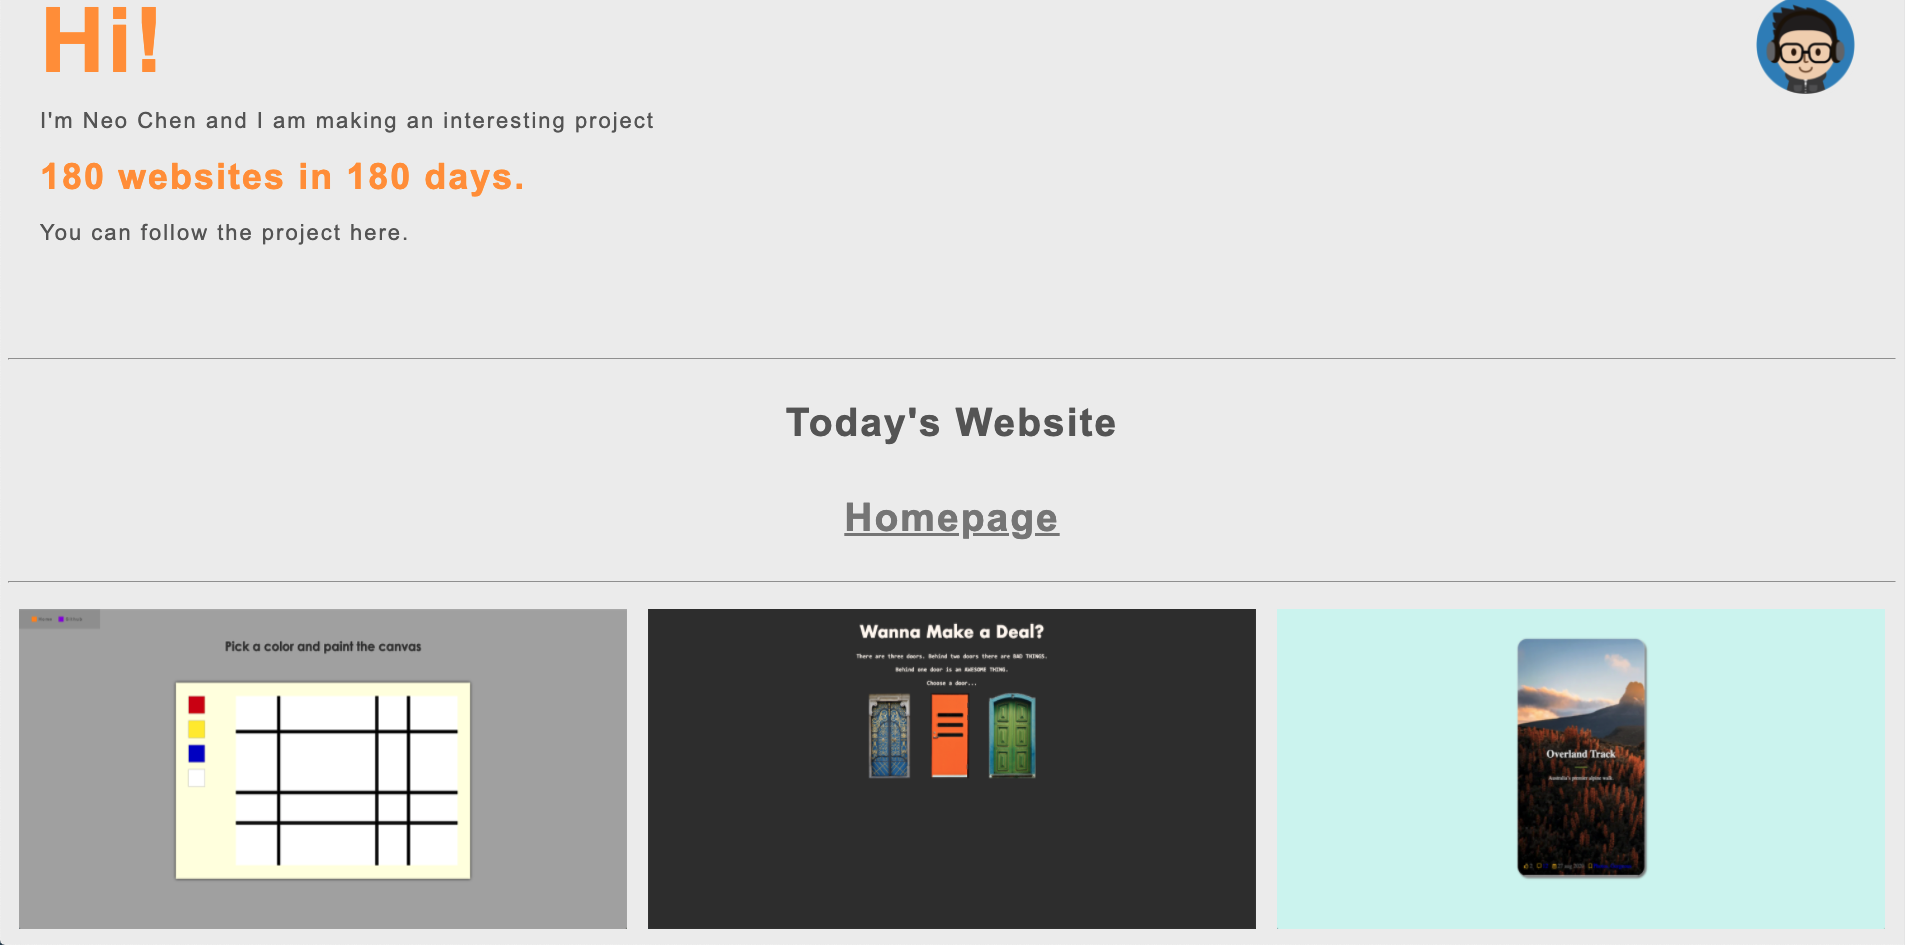 Hi!
I'm Neo Chen and I am making an interesting project
180 websites in 180 days.
You can follow the project here.
Today's Website
Homepage
Home
Pick a color and paint the canvas
Wanna Make a Deal?
There are three doors. Behind two doors there are BAD THINGS.
Behind one door is an AWESOME THING.
Choose a door...
Overland Track
Australia's premier alpine walk.